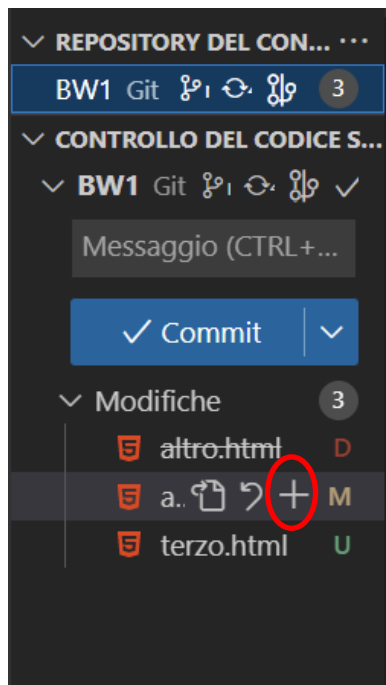 REPOSITORY DEL CON... ···
BW1 Git 3
CONTROLLO DEL CODICE S...
BW1 Git
Messaggio (CTRL+...
Commit
Modifiche 3
altro.html D
a.. M
terzo.html U